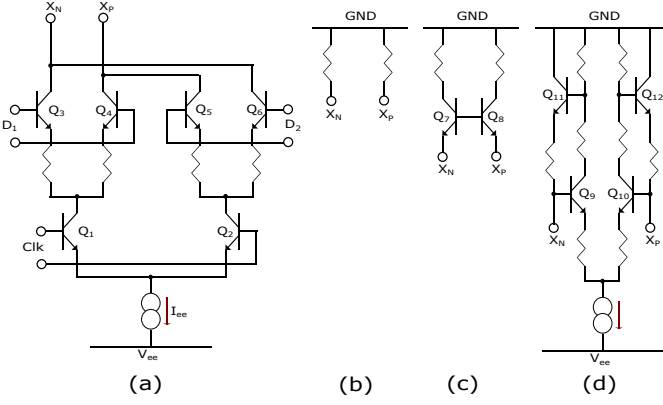 X_N X_P
GND GND GND
Q_3 Q_4 Q_5 Q_6
D_1 D_2
Q_11 Q_12
X_N X_P
Q_7 Q_8
X_N X_P
Q_9 Q_10
Q_1 Q_2
X_N X_P
Clk
I_ee
V_ee V_ee
(a) (b) (c) (d)